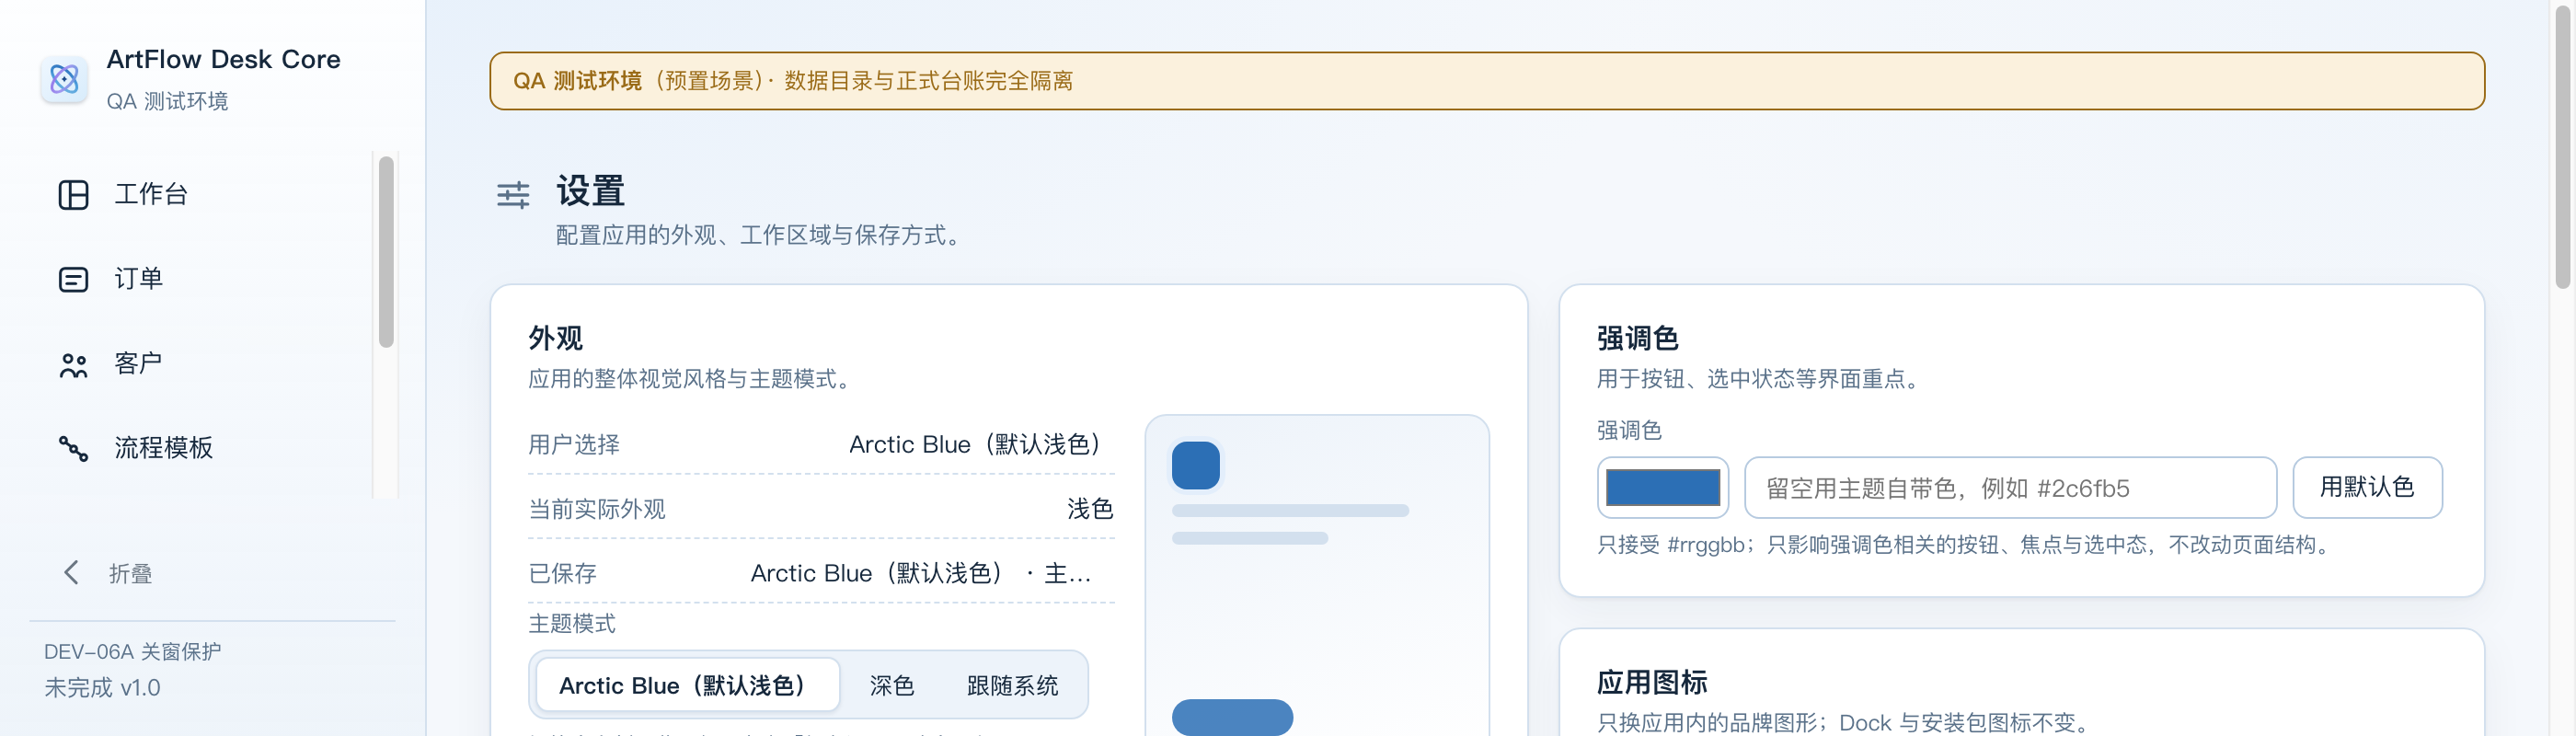 ArtFlow Desk Core
QA 测试环境
工作台
订单
客户
流程模板
折叠
DEV-06A 关窗保护
未完成 v1.0
QA 测试环境（预置场景）· 数据目录与正式台账完全隔离
设置
配置应用的外观、工作区域与保存方式。
外观
应用的整体视觉风格与主题模式。
用户选择 Arctic Blue（默认浅色）
当前实际外观 浅色
已保存 Arctic Blue（默认浅色） · 主...
主题模式
Arctic Blue（默认浅色） 深色 跟随系统
强调色
用于按钮、选中状态等界面重点。
强调色
留空用主题自带色，例如 #2c6fb5 用默认色
只接受 #rrggbb；只影响强调色相关的按钮、焦点与选中态，不改动页面结构。
应用图标
只换应用内的品牌图形；Dock 与安装包图标不变。